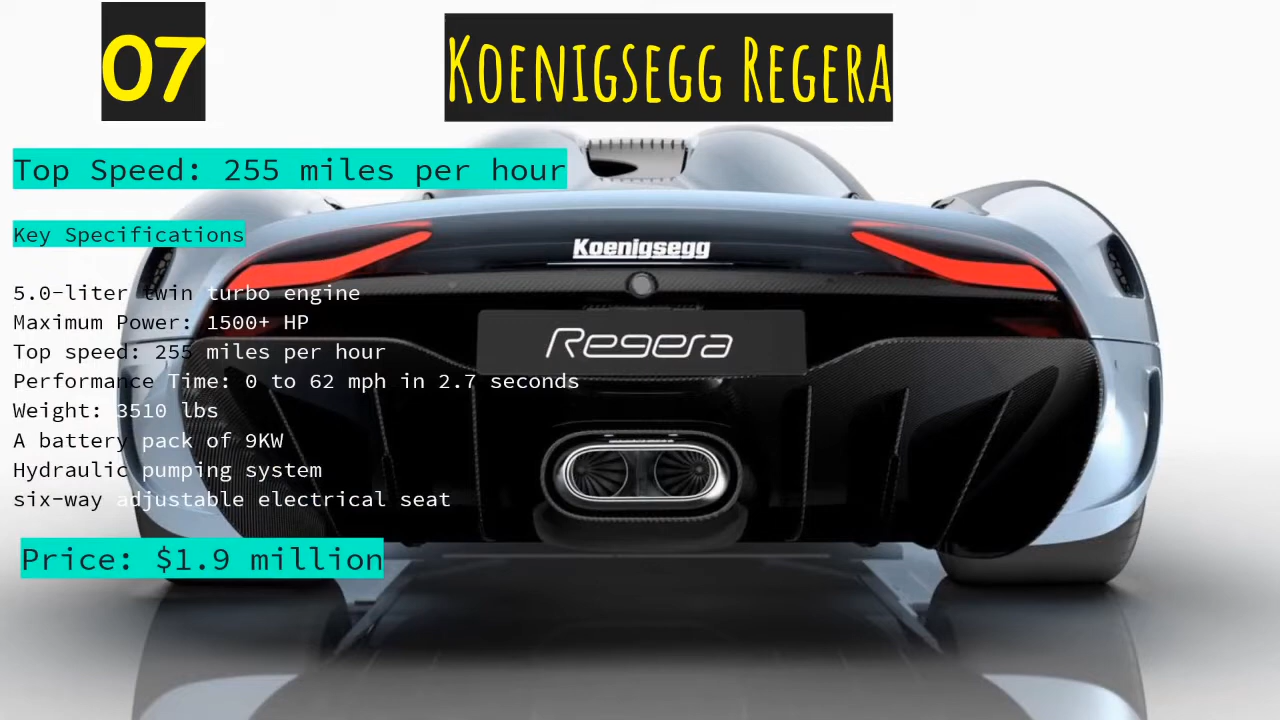 07
Koenigsegg Regera
Top Speed: 255 miles per hour
Key Specifications
Koenigsegg
5.0-liter twin turbo engine
Maximum Power: 1500+ HP
Regera
Top speed: 255 miles per hour
Performance Time: 0 to 62 mph in 2.7 seconds
Weight: 3510 lbs
A battery pack of 9KW
Hydraulic pumping system
six-way adjustable electrical seat
Price: $1.9 million